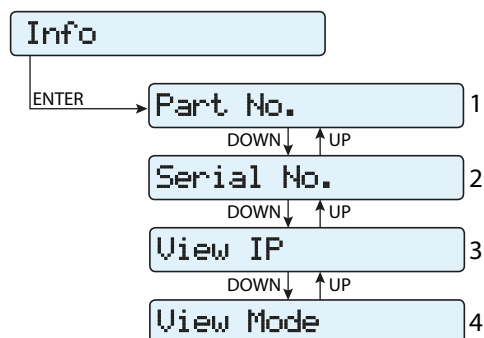 Info
ENTER
Part No. 1
DOWN UP
Serial No. 2
DOWN UP
View IP 3
DOWN UP
View Mode 4